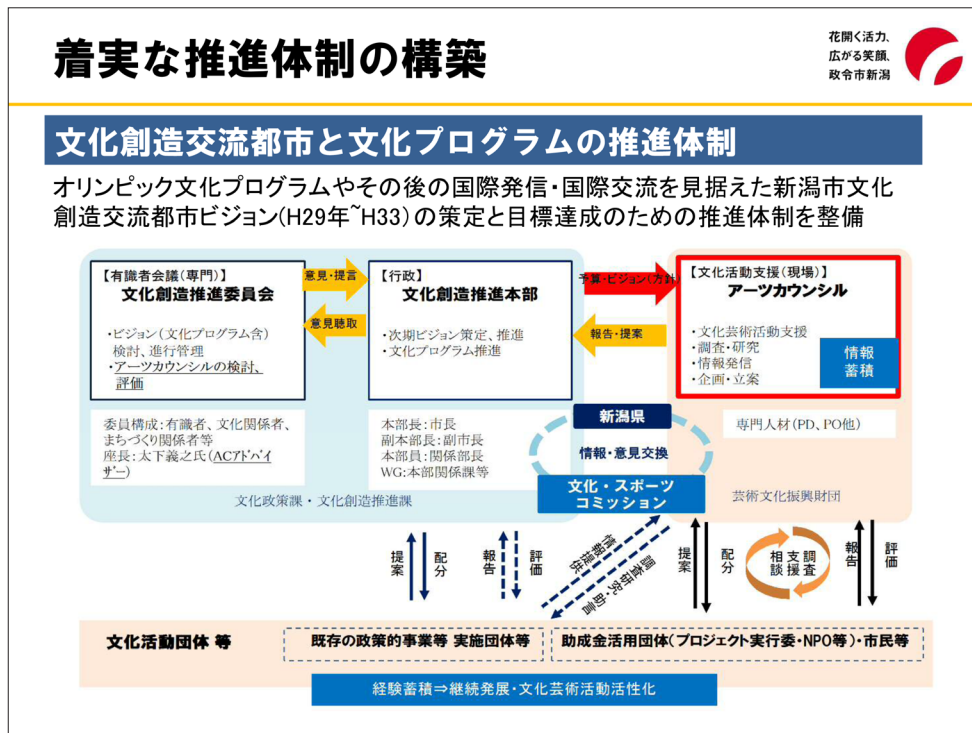 着実な推進体制の構築
花開く活力、
広がる笑顔、
政令市新潟
文化創造交流都市と文化プログラムの推進体制
オリンピック文化プログラムやその後の国際発信・国際交流を見据えた新潟市文化
創造交流都市ビジョン(H29年~H33)の策定と目標達成のための推進体制を整備
【有識者会議(専門)】
文化創造推進委員会
・ビジョン(文化プログラム含)
検討、進行管理
・アーツカウンシルの検討、
評価
意見・提言
意見聴取
【行政】
文化創造推進本部
・次期ビジョン策定、推進
・文化プログラム推進
予算・ビジョン(方針)
報告・提案
【文化活動支援(現場)】
アーツカウンシル
・文化芸術活動支援
・調査・研究
・情報発信
・企画・立案
情報
蓄積
委員構成:有識者、文化関係者、
まちづくり関係者等
座長:太下義之氏(ACアドバイ
ザー)
本部長:市長
副本部長:副市長
本部員:関係部長
WG:本部関係課等
新潟県
情報・意見交換
文化・スポーツ
コミッション
専門人材(PD、PO他)
文化政策課・文化創造推進課
芸術文化振興財団
提案
配分
報告
評価
情報提供
調査研究・助言
提案
配分
相談
支援
調査
報告
評価
文化活動団体 等
既存の政策的事業等 実施団体等
助成金活用団体(プロジェクト実行委・NPO等)・市民等
経験蓄積⇒継続発展・文化芸術活動活性化